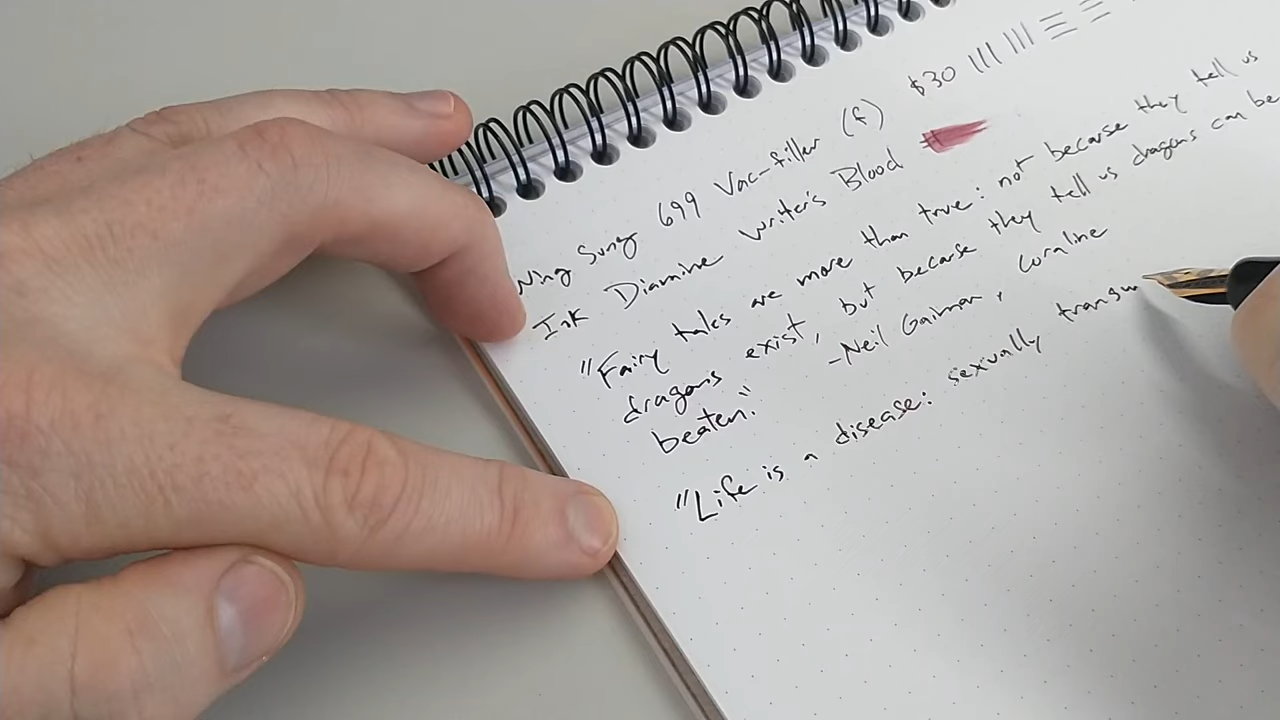 Wing Sung 699 Vac-filler (f) $30
Ink Diamine Writer's Blood
"Fairy tales are more than true: not because they tell us
dragons exist, but because they tell us dragons can be
beaten." -Neil Gaiman, Coraline
"Life is a disease: sexually transm